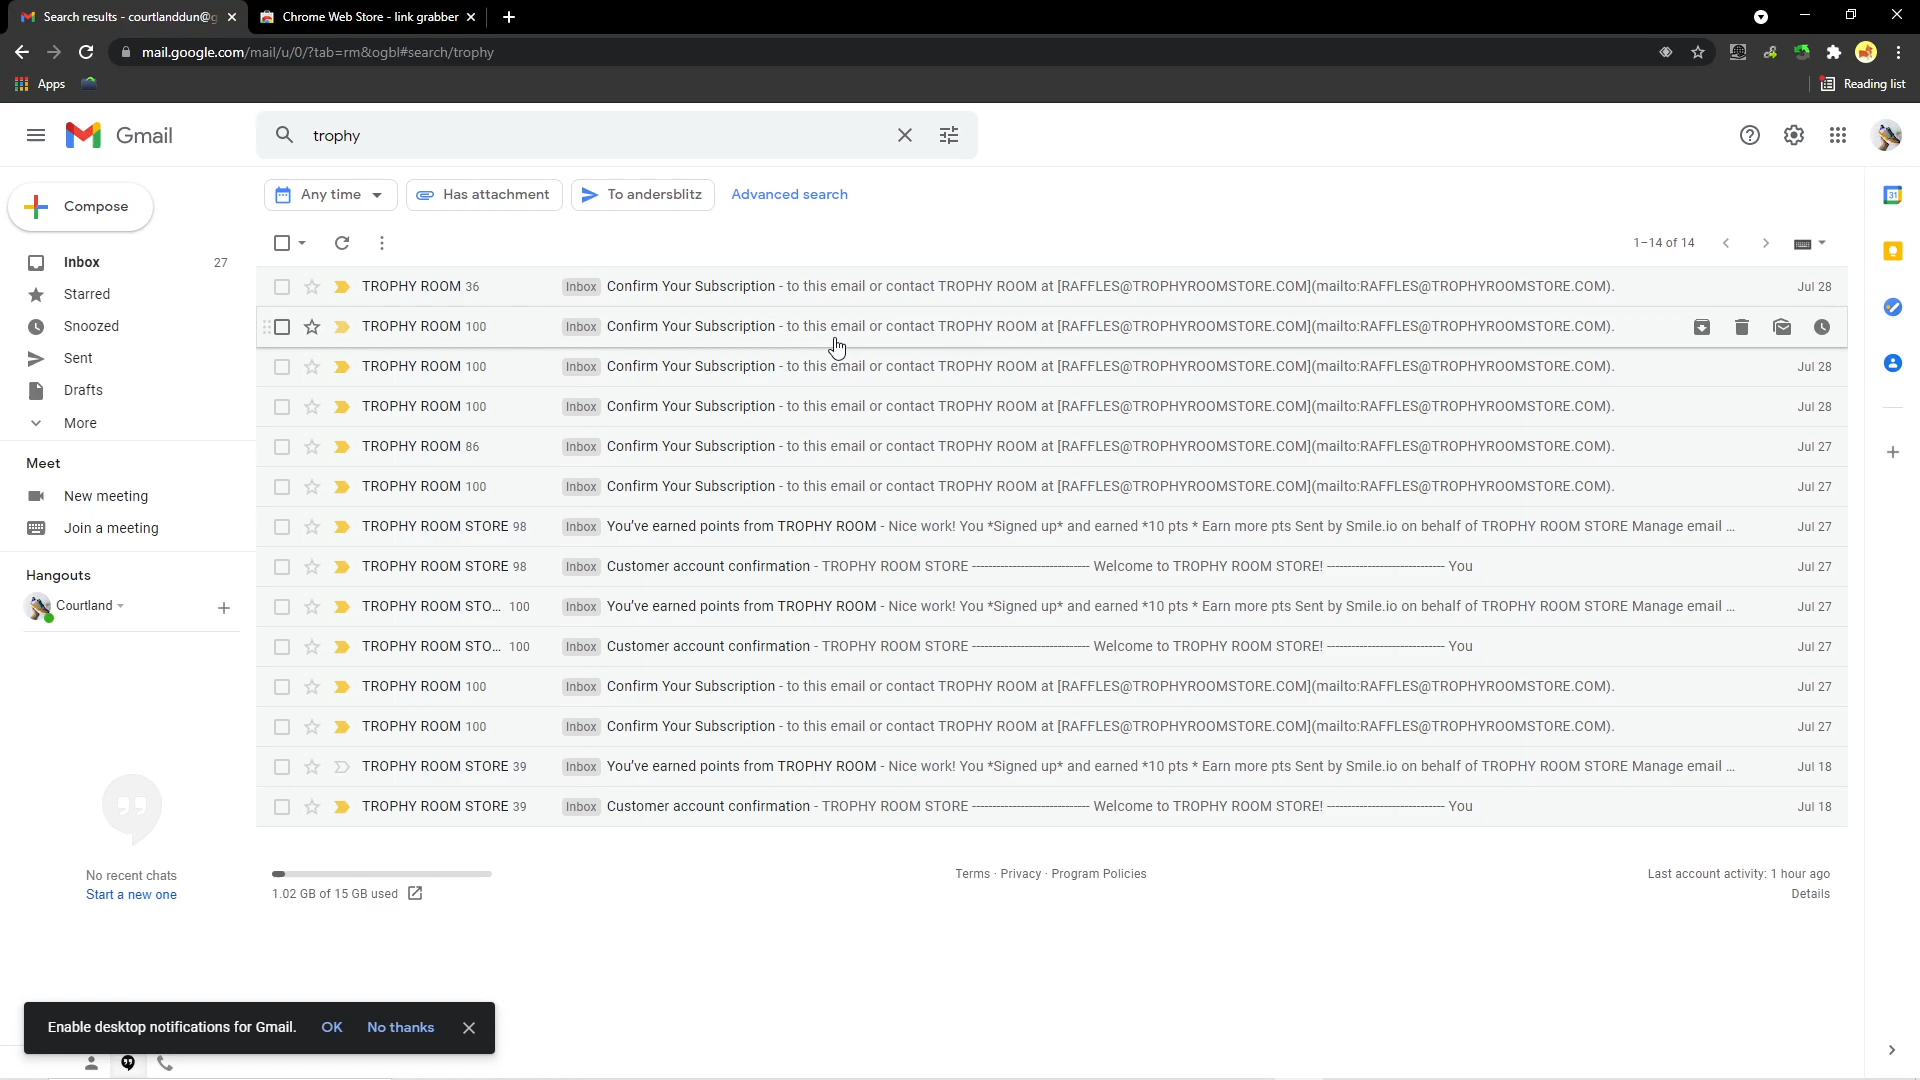 Search results - courtlanddun@g
Chrome Web Store - link grabber
mail.google.com/mail/u/0/?tab=rm&ogbl#search/trophy
Apps
Reading list
Gmail
trophy
Compose
Any time
Has attachment
To andersblitz
Advanced search
1–14 of 14
Inbox 27
Starred
Snoozed
Sent
Drafts
More
Meet
New meeting
Join a meeting
Hangouts
Courtland
No recent chats
Start a new one
TROPHY ROOM 36 Inbox Confirm Your Subscription - to this email or contact TROPHY ROOM at [RAFFLES@TROPHYROOMSTORE.COM](mailto:RAFFLES@TROPHYROOMSTORE.COM). Jul 28
TROPHY ROOM 100 Inbox Confirm Your Subscription - to this email or contact TROPHY ROOM at [RAFFLES@TROPHYROOMSTORE.COM](mailto:RAFFLES@TROPHYROOMSTORE.COM).
TROPHY ROOM 100 Inbox Confirm Your Subscription - to this email or contact TROPHY ROOM at [RAFFLES@TROPHYROOMSTORE.COM](mailto:RAFFLES@TROPHYROOMSTORE.COM). Jul 28
TROPHY ROOM 100 Inbox Confirm Your Subscription - to this email or contact TROPHY ROOM at [RAFFLES@TROPHYROOMSTORE.COM](mailto:RAFFLES@TROPHYROOMSTORE.COM). Jul 28
TROPHY ROOM 86 Inbox Confirm Your Subscription - to this email or contact TROPHY ROOM at [RAFFLES@TROPHYROOMSTORE.COM](mailto:RAFFLES@TROPHYROOMSTORE.COM). Jul 27
TROPHY ROOM 100 Inbox Confirm Your Subscription - to this email or contact TROPHY ROOM at [RAFFLES@TROPHYROOMSTORE.COM](mailto:RAFFLES@TROPHYROOMSTORE.COM). Jul 27
TROPHY ROOM STORE 98 Inbox You've earned points from TROPHY ROOM - Nice work! You *Signed up* and earned *10 pts * Earn more pts Sent by Smile.io on behalf of TROPHY ROOM STORE Manage email ... Jul 27
TROPHY ROOM STORE 98 Inbox Customer account confirmation - TROPHY ROOM STORE ---------------------------- Welcome to TROPHY ROOM STORE! ---------------------------- You Jul 27
TROPHY ROOM STO... 100 Inbox You've earned points from TROPHY ROOM - Nice work! You *Signed up* and earned *10 pts * Earn more pts Sent by Smile.io on behalf of TROPHY ROOM STORE Manage email ... Jul 27
TROPHY ROOM STO... 100 Inbox Customer account confirmation - TROPHY ROOM STORE ---------------------------- Welcome to TROPHY ROOM STORE! ---------------------------- You Jul 27
TROPHY ROOM 100 Inbox Confirm Your Subscription - to this email or contact TROPHY ROOM at [RAFFLES@TROPHYROOMSTORE.COM](mailto:RAFFLES@TROPHYROOMSTORE.COM). Jul 27
TROPHY ROOM 100 Inbox Confirm Your Subscription - to this email or contact TROPHY ROOM at [RAFFLES@TROPHYROOMSTORE.COM](mailto:RAFFLES@TROPHYROOMSTORE.COM). Jul 27
TROPHY ROOM STORE 39 Inbox You've earned points from TROPHY ROOM - Nice work! You *Signed up* and earned *10 pts * Earn more pts Sent by Smile.io on behalf of TROPHY ROOM STORE Manage email ... Jul 18
TROPHY ROOM STORE 39 Inbox Customer account confirmation - TROPHY ROOM STORE ---------------------------- Welcome to TROPHY ROOM STORE! ---------------------------- You Jul 18
1.02 GB of 15 GB used
Terms · Privacy · Program Policies
Last account activity: 1 hour ago
Details
31
Enable desktop notifications for Gmail. OK No thanks